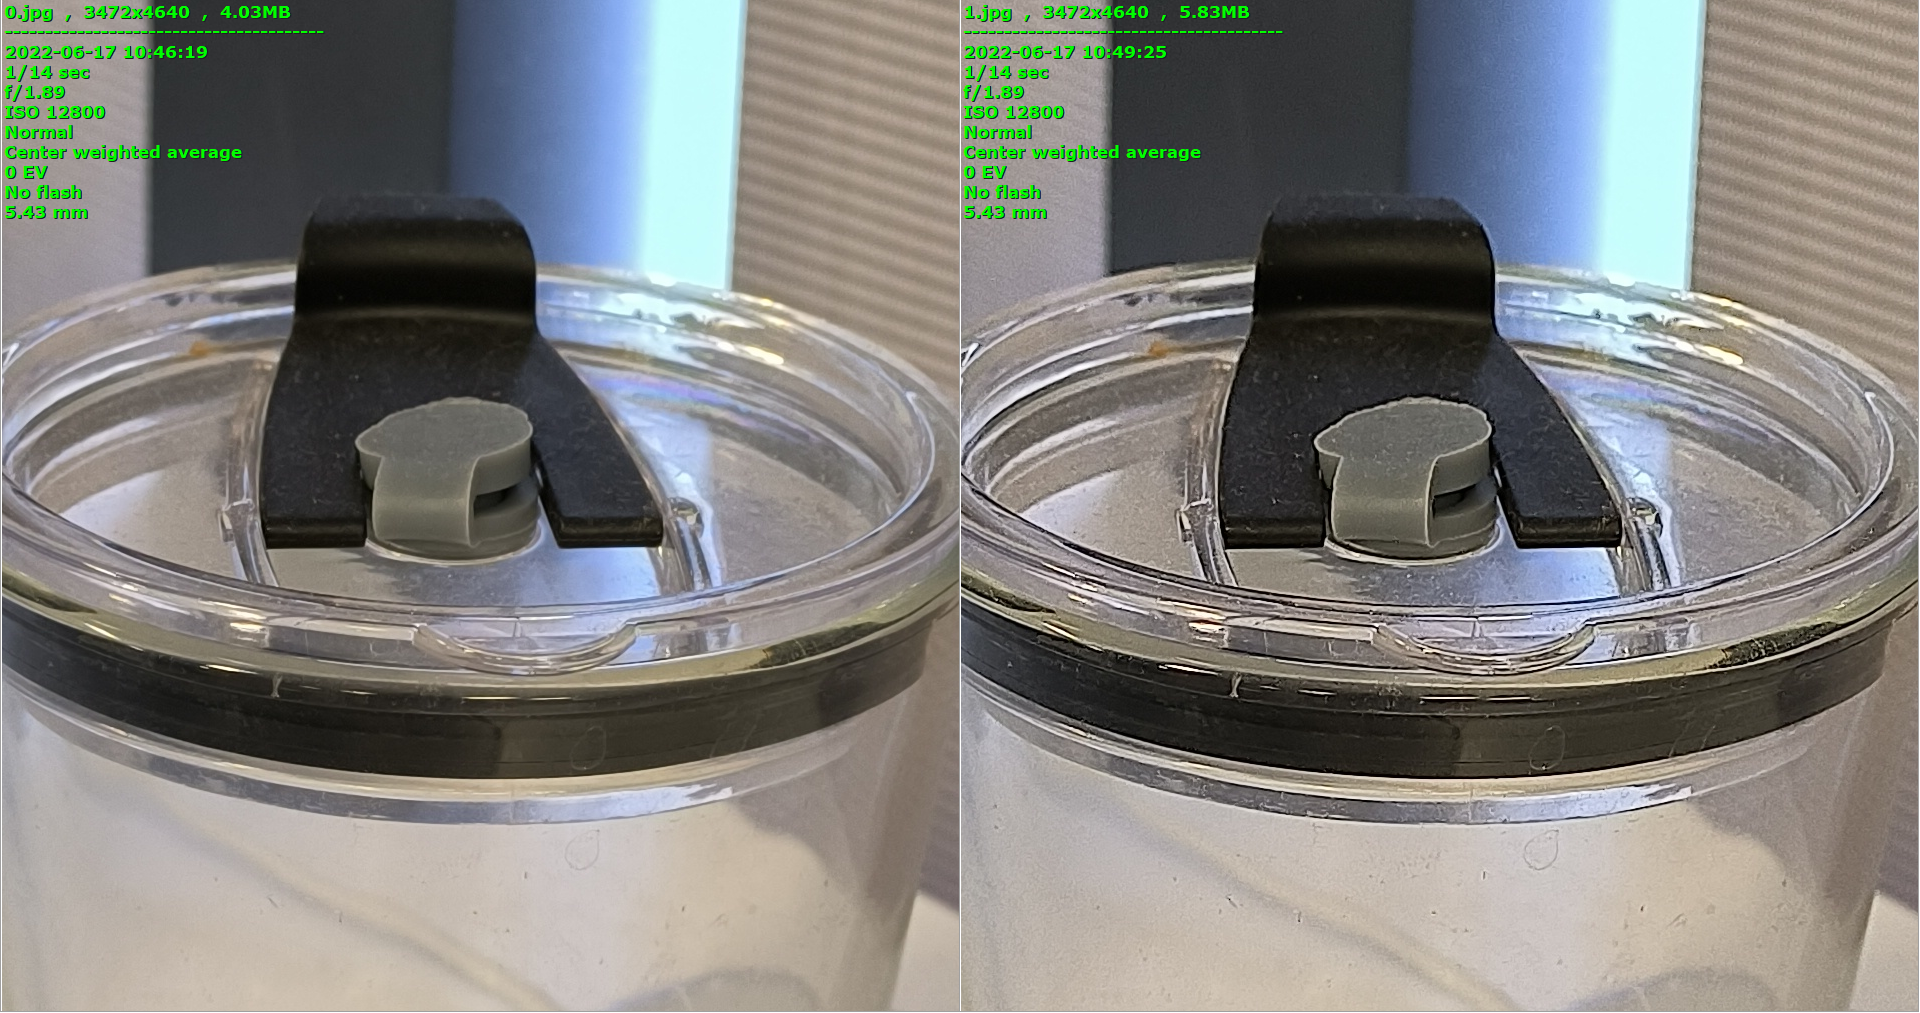 0.jpg , 3472x4640 , 4.03MB
----------------------------------------
2022-06-17 10:46:19
1/14 sec
f/1.89
ISO 12800
Normal
Center weighted average
0 EV
No flash
5.43 mm
1.jpg , 3472x4640 , 5.83MB
----------------------------------------
2022-06-17 10:49:25
1/14 sec
f/1.89
ISO 12800
Normal
Center weighted average
0 EV
No flash
5.43 mm